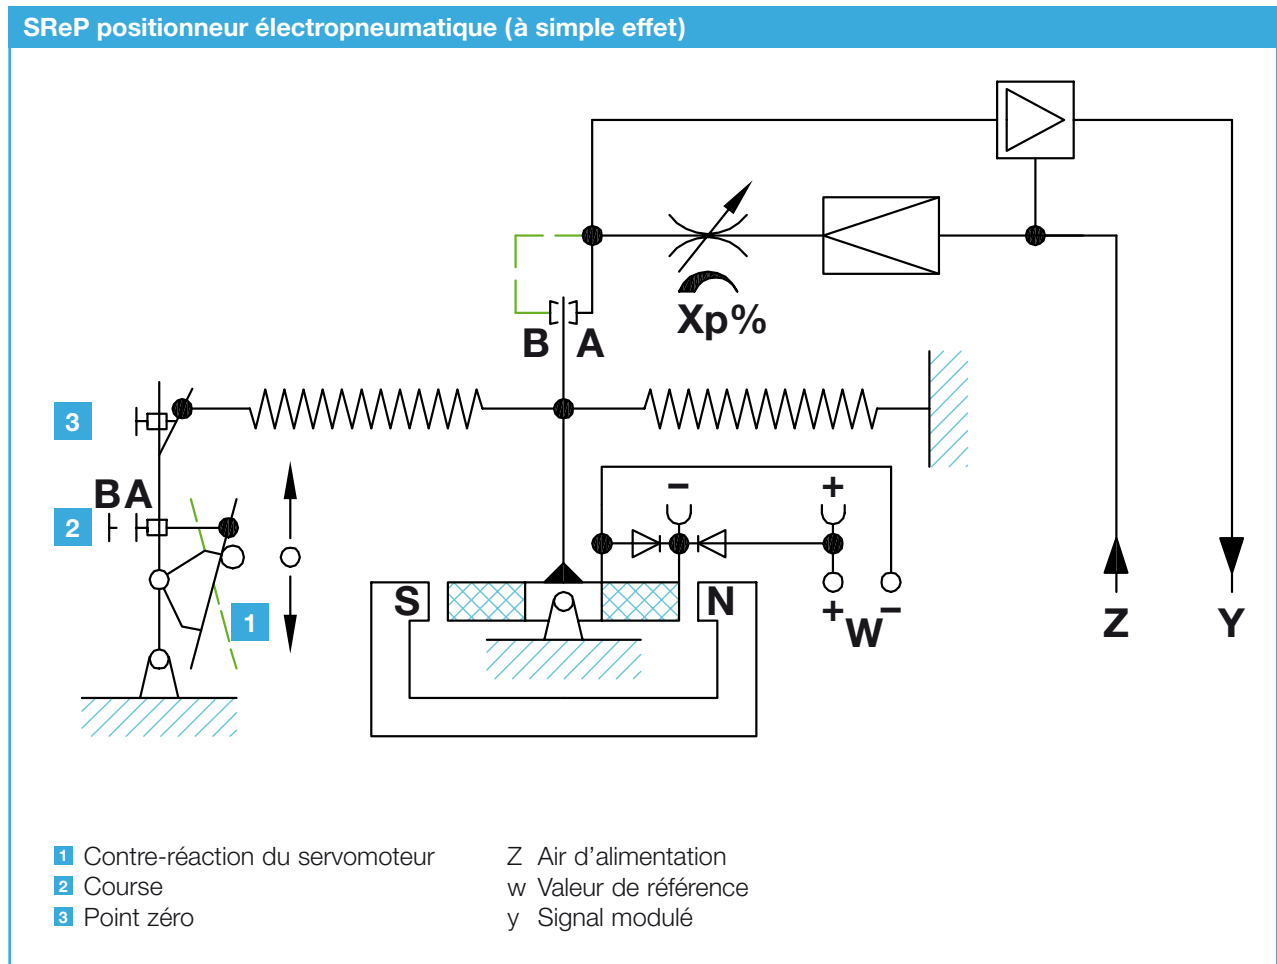 SReP positionneur électropneumatique (à simple effet)
B A
Xp%
3
B A
2
1
S
N
−
+
+ W −
Z
Y
1 Contre-réaction du servomoteur
2 Course
3 Point zéro
Z Air d’alimentation
w Valeur de référence
y Signal modulé